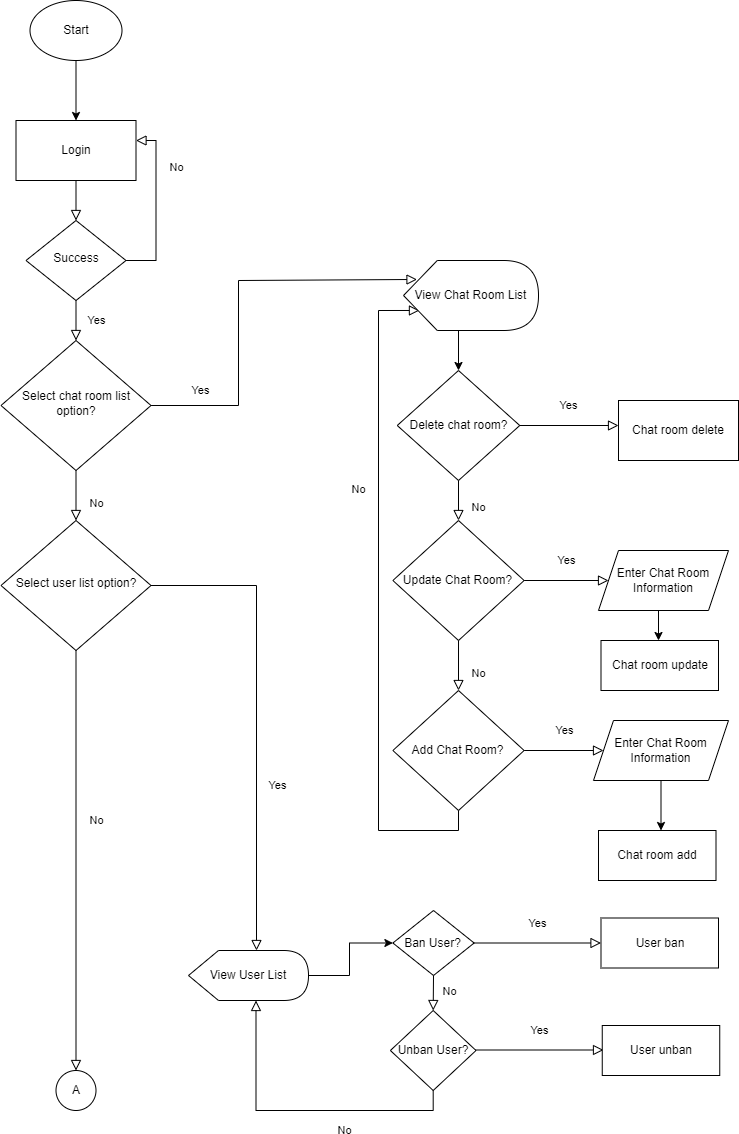 Start
Login
No
Success
Yes
Select chat room list
option?
Yes
View Chat Room List
Delete chat room?
Yes
Chat room delete
No
No
No
Select user list option?
Update Chat Room?
Yes
Enter Chat Room
Information
Chat room update
No
Add Chat Room?
Yes
Enter Chat Room
Information
Chat room add
Yes
No
View User List
Ban User?
Yes
User ban
No
Unban User?
Yes
User unban
A
No